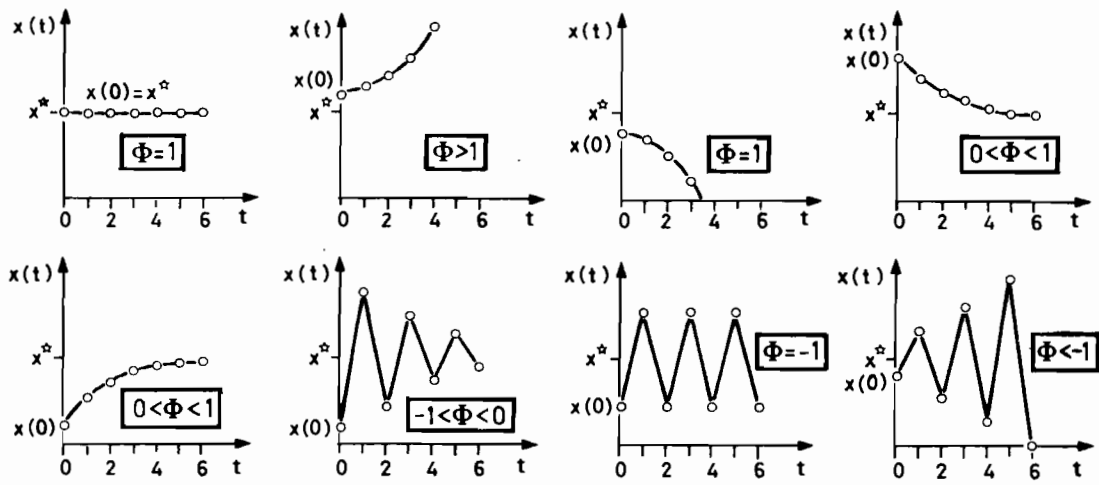 x(t)
x(0)=x☆
x☆
Φ=1
0 2 4 6 t
x(t)
x(0)
x☆
Φ>1
0 2 4 6 t
x(t)
x☆
x(0)
Φ=1
0 2 4 6 t
x(t)
x(0)
x☆
0<Φ<1
0 2 4 6 t
x(t)
x☆
x(0)
0<Φ<1
0 2 4 6 t
x(t)
x☆
x(0)
-1<Φ<0
0 2 4 6 t
x(t)
x☆
x(0)
Φ=-1
0 2 4 6 t
x(t)
x☆
x(0)
Φ<-1
0 2 4 6 t